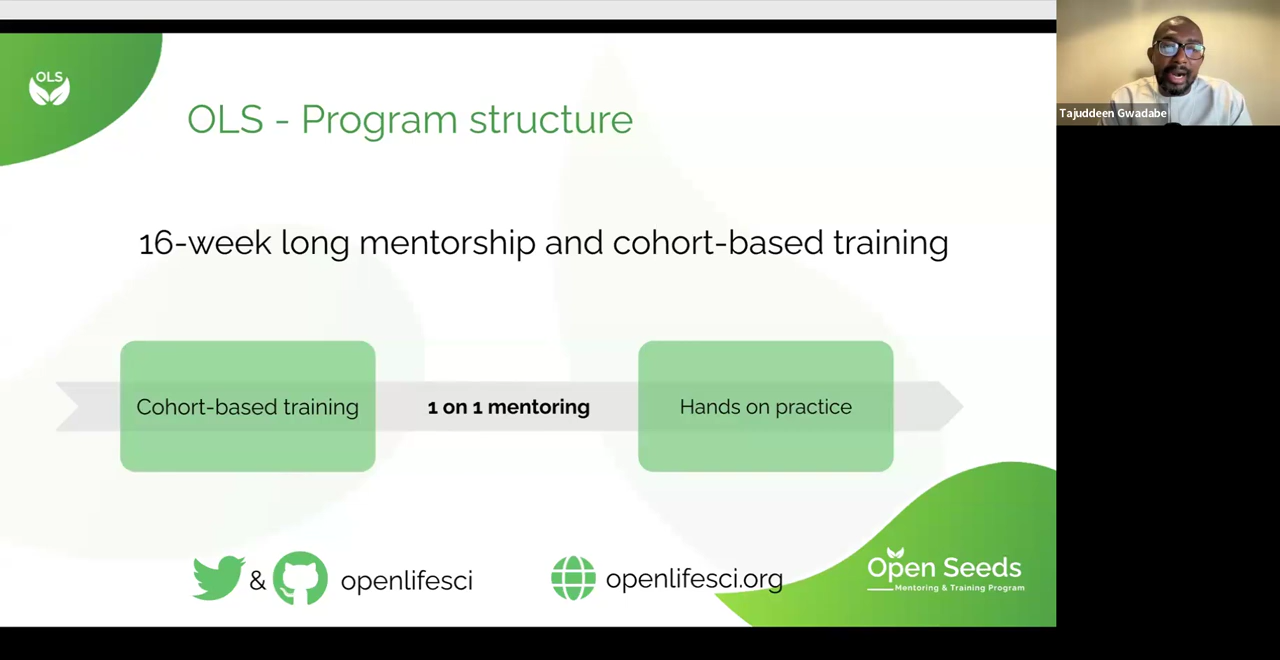 OLS
OLS - Program structure
16-week long mentorship and cohort-based training
Cohort-based training
1 on 1 mentoring
Hands on practice
& openlifesci
openlifesci.org
Open Seeds
Mentoring & Training Program
Tajuddeen Gwadabe